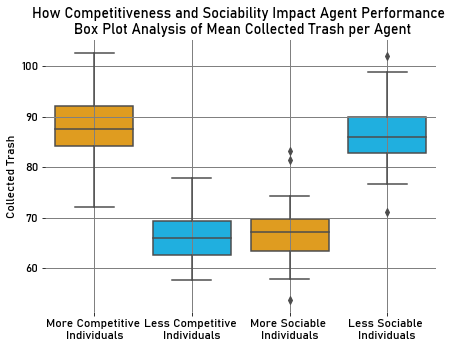 How Competitiveness and Sociability Impact Agent Performance
Box Plot Analysis of Mean Collected Trash per Agent
100
90
80
70
60
Collected Trash
More Competitive Individuals
Less Competitive Individuals
More Sociable Individuals
Less Sociable Individuals